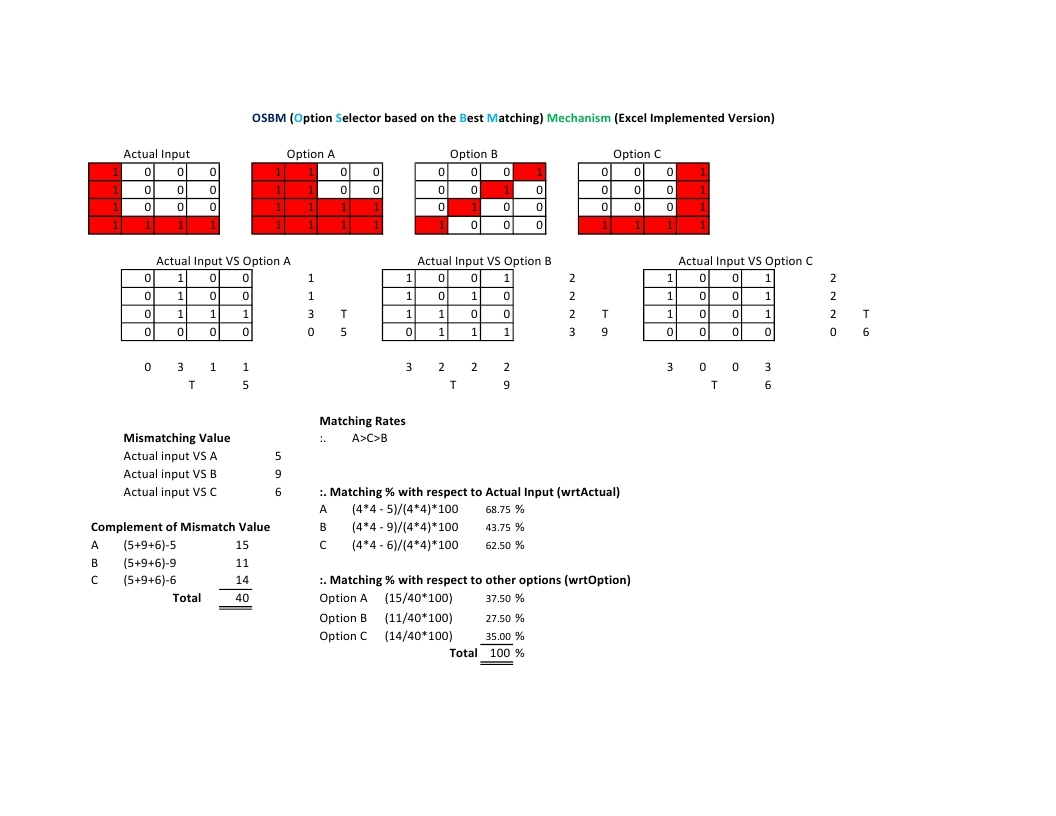 OSBM (Option Selector based on the Best Matching) Mechanism (Excel Implemented Version)
Actual Input Option A Option B Option C
1 0 0 0 1 1 0 0 0 0 0 1 0 0 0 1
1 0 0 0 1 1 0 0 0 0 1 0 0 0 0 1
1 0 0 0 1 1 1 1 0 1 0 0 0 0 0 1
1 1 1 1 1 1 1 1 1 0 0 0 1 1 1 1
Actual Input VS Option A Actual Input VS Option B Actual Input VS Option C
0 1 0 0 1 1 0 0 1 2 1 0 0 1 2
0 1 0 0 1 1 0 1 0 2 1 0 0 1 2
0 1 1 1 3 T 1 1 0 0 2 T 1 0 0 1 2 T
0 0 0 0 0 5 0 1 1 1 3 9 0 0 0 0 0 6
0 3 1 1 3 2 2 2 3 0 0 3
T 5 T 9 T 6
Matching Rates
Mismatching Value :. A>C>B
Actual input VS A 5
Actual input VS B 9
Actual input VS C 6 :. Matching % with respect to Actual Input (wrtActual)
A (4*4 - 5)/(4*4)*100 68.75 %
Complement of Mismatch Value B (4*4 - 9)/(4*4)*100 43.75 %
A (5+9+6)-5 15 C (4*4 - 6)/(4*4)*100 62.50 %
B (5+9+6)-9 11
C (5+9+6)-6 14 :. Matching % with respect to other options (wrtOption)
Total 40 Option A (15/40*100) 37.50 %
Option B (11/40*100) 27.50 %
Option C (14/40*100) 35.00 %
Total 100 %